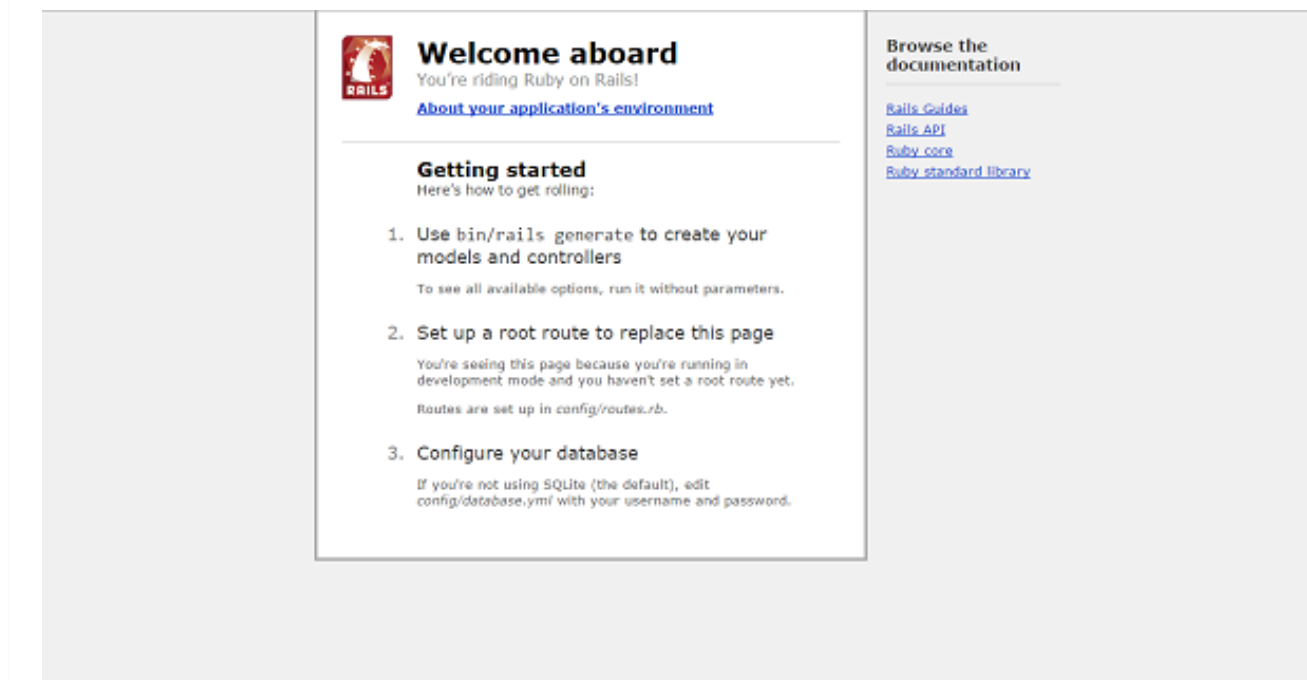 RAILS
Welcome aboard
You're riding Ruby on Rails!
About your application's environment
Getting started
Here's how to get rolling:
1. Use bin/rails generate to create your
models and controllers
To see all available options, run it without parameters.
2. Set up a root route to replace this page
You're seeing this page because you're running in
development mode and you haven't set a root route yet.
Routes are set up in config/routes.rb.
3. Configure your database
If you're not using SQLite (the default), edit
config/database.yml with your username and password.
Browse the
documentation
Rails Guides
Rails API
Ruby core
Ruby standard library